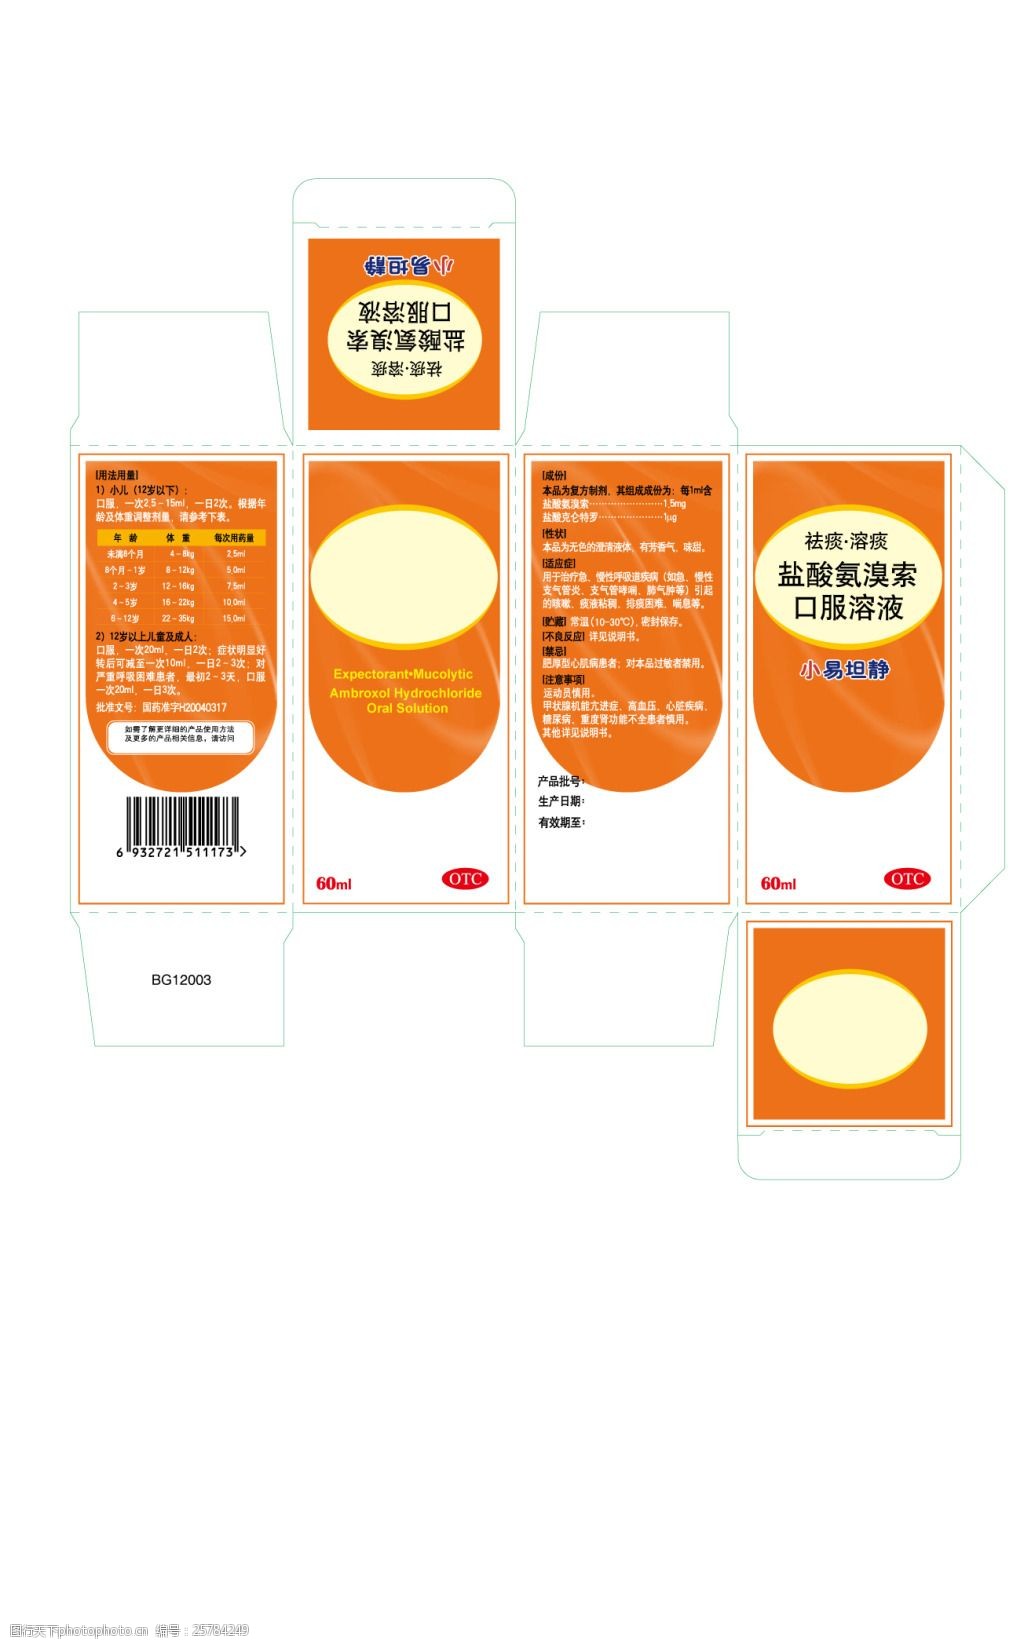 小易坦静
口服溶液
盐酸氨溴索
祛痰·溶痰
[用法用量]
1）小儿（12岁以下）：
口服，一次2.5－15ml，一日2次。根据年
龄及体重调整剂量，请参考下表。
年 龄 体 重 每次用药量
未满8个月 4－8kg 2.5ml
8个月－1岁 8－12kg 5.0ml
2－3岁 12－16kg 7.5ml
4－5岁 16－22kg 10.0ml
6－12岁 22－35kg 15.0ml
2）12岁以上儿童及成人：
口服，一次20ml，一日2次；症状明显好
转后可减至一次10ml，一日2～3次；对
严重呼吸困难患者，最初2～3天，口服
一次20ml，一日3次。
批准文号：国药准字H20040317
如需了解更详细的产品使用方法
及更多的产品相关信息，请访问
6 932721 511173
BG12003
Expectorant•Mucolytic
Ambroxol Hydrochloride
Oral Solution
60ml
OTC
[成份]
本品为复方制剂，其组成成份为：每1ml含
盐酸氨溴索……………………1.5mg
盐酸克仑特罗…………………1μg
[性状]
本品为无色的澄清液体，有芳香气，味甜。
[适应症]
用于治疗急、慢性呼吸道疾病（如急、慢性
支气管炎、支气管哮喘、肺气肿等）引起
的咳嗽、痰液粘稠、排痰困难、喘息等。
[贮藏] 常温（10-30℃），密封保存。
[不良反应] 详见说明书。
[禁忌]
肥厚型心肌病患者；对本品过敏者禁用。
[注意事项]
运动员慎用。
甲状腺机能亢进症、高血压、心脏疾病、
糖尿病、重度肾功能不全患者慎用。
其他详见说明书。
产品批号：
生产日期：
有效期至：
祛痰·溶痰
盐酸氨溴索
口服溶液
小易坦静
60ml
OTC
图行天下photophoto.cn 编号：25784249